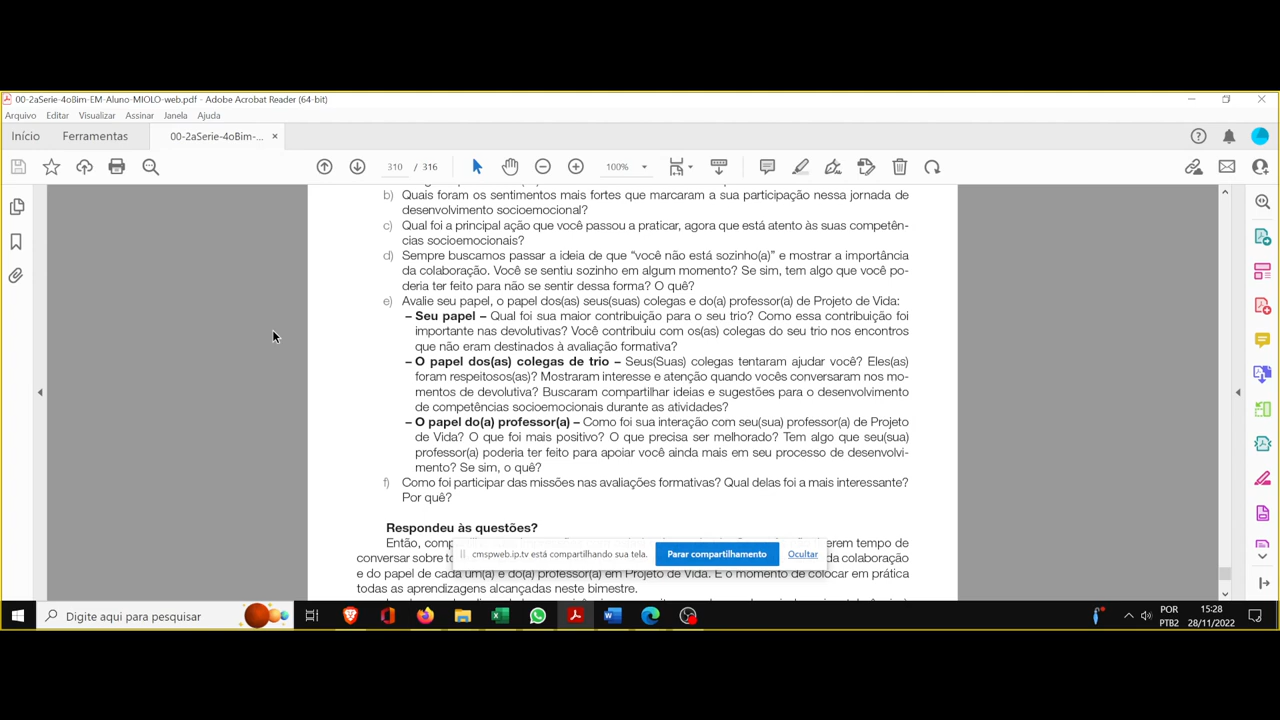 00-2aSerie-4oBim-EM-Aluno-MIOLO-web.pdf - Adobe Acrobat Reader (64-bit)
Arquivo Editar Visualizar Assinar Janela Ajuda
Início Ferramentas 00-2aSerie-4oBim-... ×
310 / 316 100%
b) Quais foram os sentimentos mais fortes que marcaram a sua participação nessa jornada de
desenvolvimento socioemocional?
c) Qual foi a principal ação que você passou a praticar, agora que está atento às suas competên-
cias socioemocionais?
d) Sempre buscamos passar a ideia de que “você não está sozinho(a)” e mostrar a importância
da colaboração. Você se sentiu sozinho em algum momento? Se sim, tem algo que você po-
deria ter feito para não se sentir dessa forma? O quê?
e) Avalie seu papel, o papel dos(as) seus(suas) colegas e do(a) professor(a) de Projeto de Vida:
– Seu papel – Qual foi sua maior contribuição para o seu trio? Como essa contribuição foi
importante nas devolutivas? Você contribuiu com os(as) colegas do seu trio nos encontros
que não eram destinados à avaliação formativa?
– O papel dos(as) colegas de trio – Seus(Suas) colegas tentaram ajudar você? Eles(as)
foram respeitosos(as)? Mostraram interesse e atenção quando vocês conversaram nos mo-
mentos de devolutiva? Buscaram compartilhar ideias e sugestões para o desenvolvimento
de competências socioemocionais durante as atividades?
– O papel do(a) professor(a) – Como foi sua interação com seu(sua) professor(a) de Projeto
de Vida? O que foi mais positivo? O que precisa ser melhorado? Tem algo que seu(sua)
professor(a) poderia ter feito para apoiar você ainda mais em seu processo de desenvolvi-
mento? Se sim, o quê?
f) Como foi participar das missões nas avaliações formativas? Qual delas foi a mais interessante?
Por quê?
Respondeu às questões?
Então, erem tempo de
conversar sobre da colaboração
cmspweb.ip.tv está compartilhando sua tela. Parar compartilhamento Ocultar
e do papel de cada um(a) e do(a) professor(a) em Projeto de Vida. É o momento de colocar em prática
todas as aprendizagens alcançadas neste bimestre.
Digite aqui para pesquisar
POR 15:28
PTB2 28/11/2022